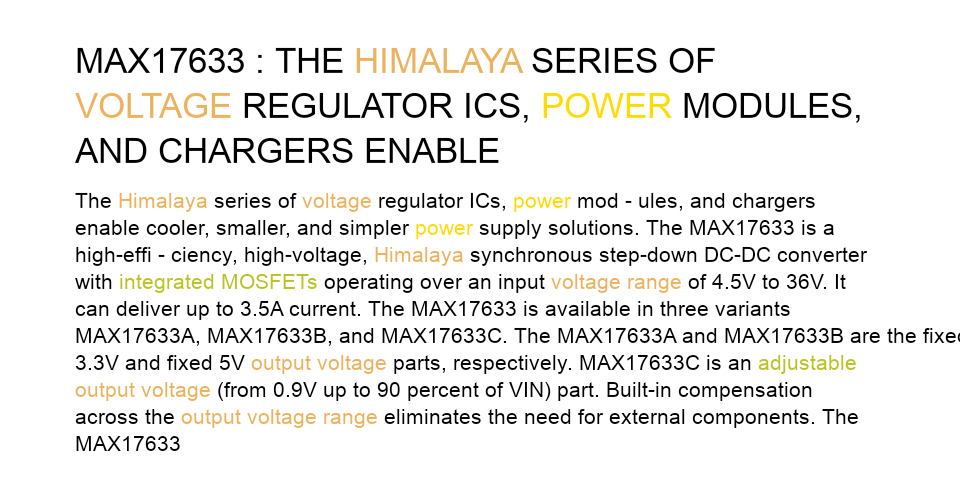 MAX17633 : THE HIMALAYA SERIES OF
VOLTAGE REGULATOR ICS, POWER MODULES,
AND CHARGERS ENABLE
The Himalaya series of voltage regulator ICs, power mod - ules, and chargers
enable cooler, smaller, and simpler power supply solutions. The MAX17633 is a
high-effi - ciency, high-voltage, Himalaya synchronous step-down DC-DC converter
with integrated MOSFETs operating over an input voltage range of 4.5V to 36V. It
can deliver up to 3.5A current. The MAX17633 is available in three variants
MAX17633A, MAX17633B, and MAX17633C. The MAX17633A and MAX17633B are the
3.3V and fixed 5V output voltage parts, respectively. MAX17633C is an adjustable
output voltage (from 0.9V up to 90 percent of VIN) part. Built-in compensation
across the output voltage range eliminates the need for external components. The
MAX17633